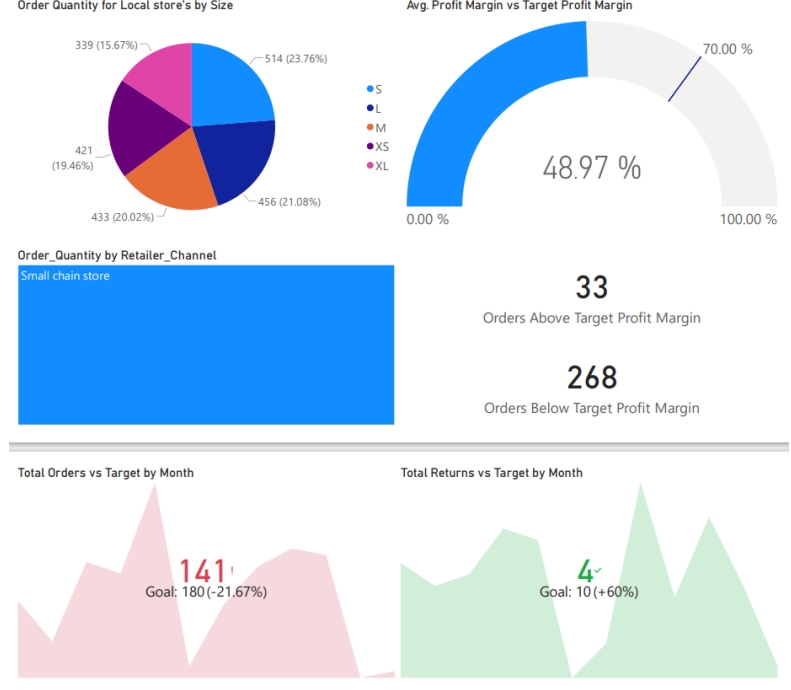 Order Quantity for Local store's by Size
339 (15.67%)
514 (23.76%)
421
(19.46%)
456 (21.08%)
433 (20.02%)
S
L
M
XS
XL
Avg. Profit Margin vs Target Profit Margin
70.00 %
48.97 %
0.00 %
100.00 %
Order_Quantity by Retailer_Channel
Small chain store
33
Orders Above Target Profit Margin
268
Orders Below Target Profit Margin
Total Orders vs Target by Month
141!
Goal: 180 (-21.67%)
Total Returns vs Target by Month
4
Goal: 10 (+60%)